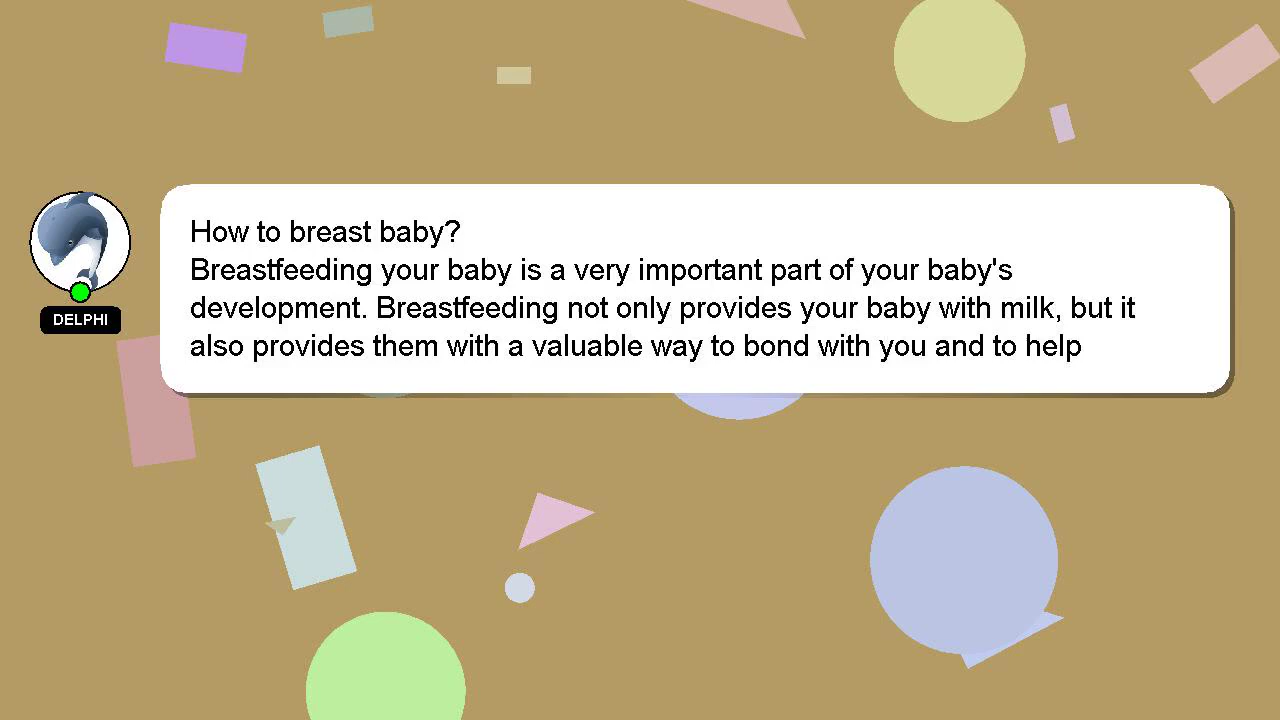 How to breast baby?
Breastfeeding your baby is a very important part of your baby's
development. Breastfeeding not only provides your baby with milk, but it
also provides them with a valuable way to bond with you and to help
DELPHI